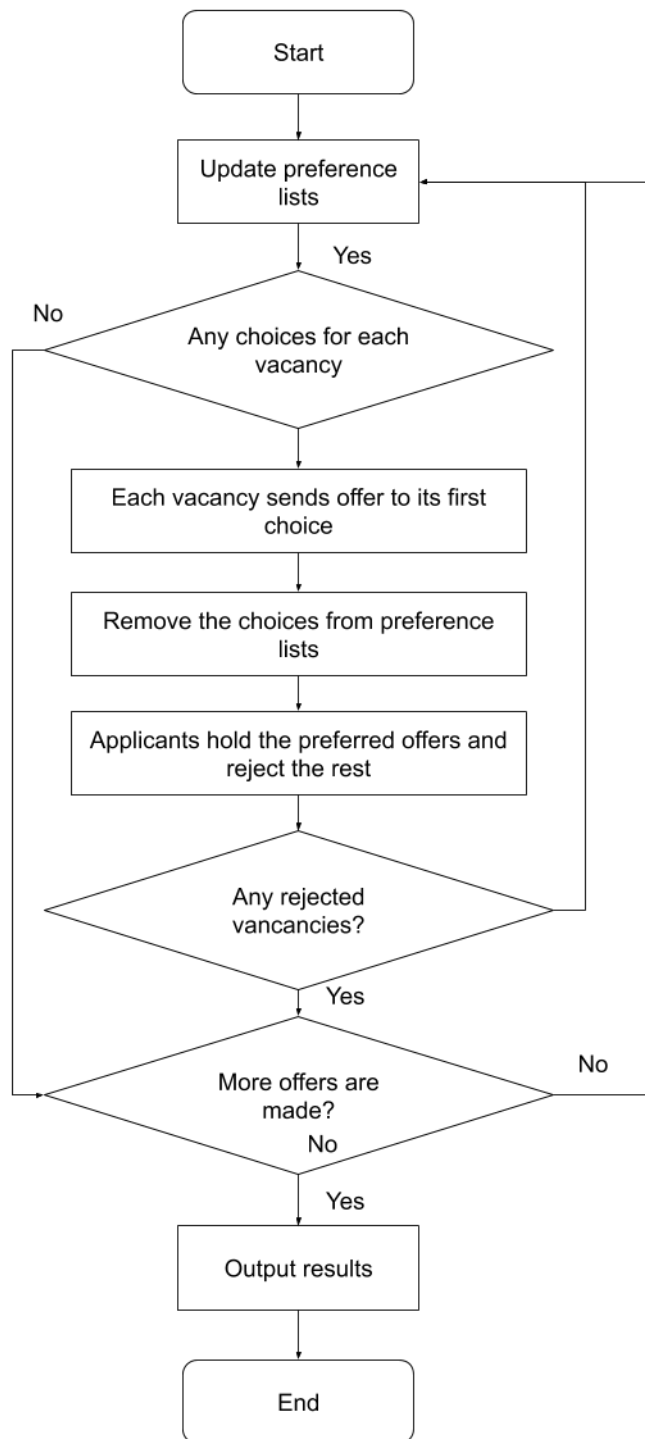 Start
Update preference
lists
Yes
No
Any choices for each
vacancy
Each vacancy sends offer to its first
choice
Remove the choices from preference
lists
Applicants hold the preferred offers and
reject the rest
Any rejected
vancancies?
Yes
More offers are
made?
No
No
Yes
Output results
End